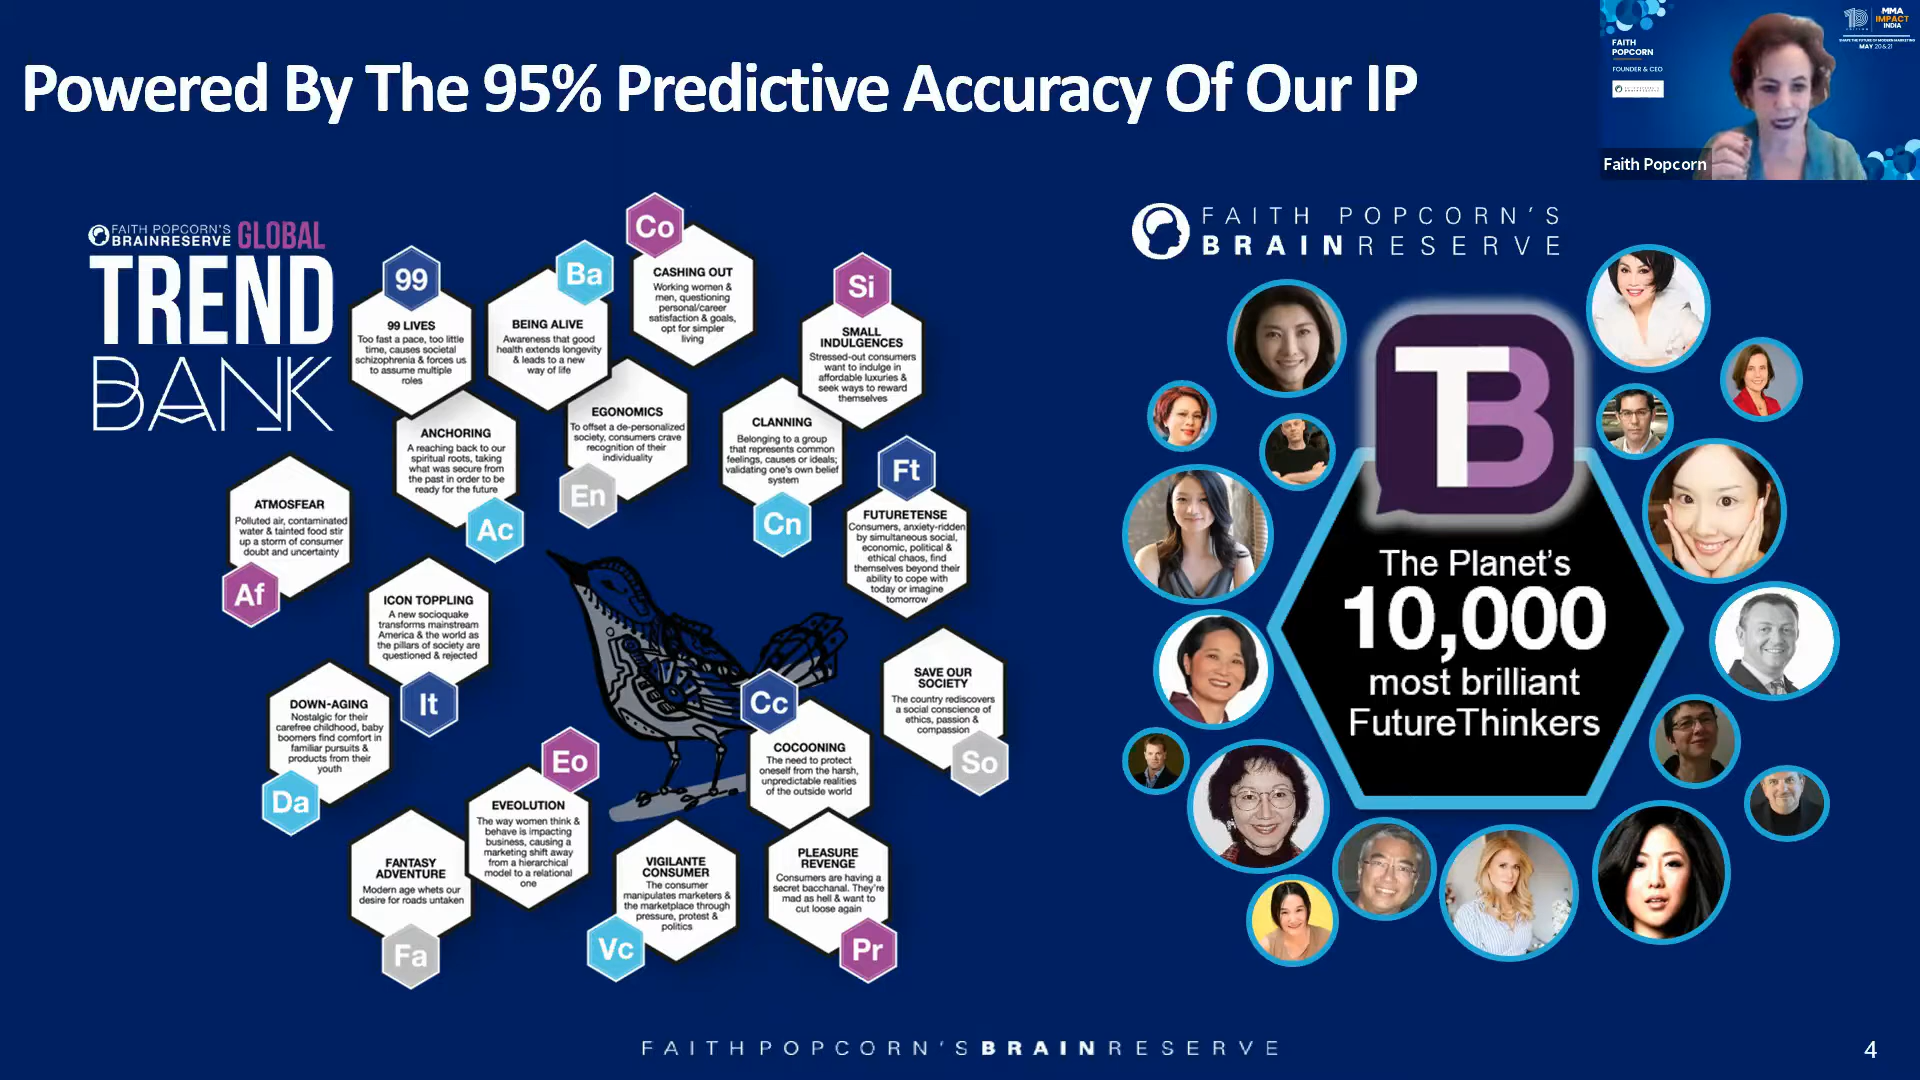 Powered By The 95% Predictive Accuracy Of Our IP
FAITH
POPCORN
FOUNDER & CEO
MMA
IMPACT
INDIA
MAY 20 & 21
Faith Popcorn
FAITH POPCORN'S
BRAINRESERVE GLOBAL
TREND
BANK
99
99 LIVES
Too fast a pace, too little
time, causes societal
schizophrenia & forces us
to assume multiple
roles
Ba
BEING ALIVE
Awareness that good
health extends longevity
& leads to a new
way of life
Co
CASHING OUT
Working women &
men, questioning
personal/career
satisfaction & goals,
opt for simpler
living
Si
SMALL
INDULGENCES
Stressed-out consumers
want to indulge in
affordable luxuries &
seek ways to reward
themselves
ANCHORING
A reaching back to our
spiritual roots, taking
what was secure from
the past in order to be
ready for the future
Ac
EGONOMICS
To offset a de-personalized
society, consumers crave
recognition of their
individuality
En
CLANNING
Belonging to a group
that represents common
feelings, causes or ideals;
validating one's own belief
system
Cn
Ft
FUTURETENSE
Consumers, anxiety-ridden
by simultaneous social,
economic, political &
ethical chaos, find
themselves beyond their
ability to cope with
today or imagine
tomorrow
ATMOSFEAR
Polluted air, contaminated
water & tainted food stir
up a storm of consumer
doubt and uncertainty
Af
ICON TOPPLING
A new socioquake
transforms mainstream
America & the world as
the pillars of society are
questioned & rejected
It
SAVE OUR
SOCIETY
The country rediscovers
a social conscience of
ethics, passion &
compassion
So
DOWN-AGING
Nostalgic for their
carefree childhood, baby
boomers find comfort in
familiar pursuits &
products from their
youth
Da
Cc
COCOONING
The need to protect
oneself from the harsh,
unpredictable realities
of the outside world
Eo
EVEOLUTION
The way women think &
behave is impacting
business, causing a
marketing shift away
from a hierarchical
model to a relational
one
FANTASY
ADVENTURE
Modern age whets our
desire for roads untaken
Fa
VIGILANTE
CONSUMER
The consumer
manipulates marketers &
the marketplace through
pressure, protest &
politics
Vc
PLEASURE
REVENGE
Consumers are having a
secret bacchanal. They're
mad as hell & want to
cut loose again
Pr
FAITH POPCORN'S
BRAINRESERVE
TB
The Planet's
10,000
most brilliant
FutureThinkers
FAITHPOPCORN'SBRAINRESERVE
4